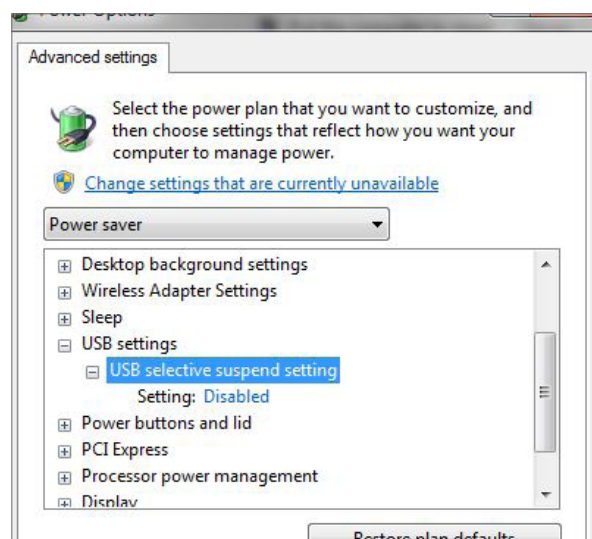 Power Options
Advanced settings
Select the power plan that you want to customize, and
then choose settings that reflect how you want your
computer to manage power.
Change settings that are currently unavailable
Power saver
Desktop background settings
Wireless Adapter Settings
Sleep
USB settings
USB selective suspend setting
Setting: Disabled
Power buttons and lid
PCI Express
Processor power management
Display
Restore plan defaults